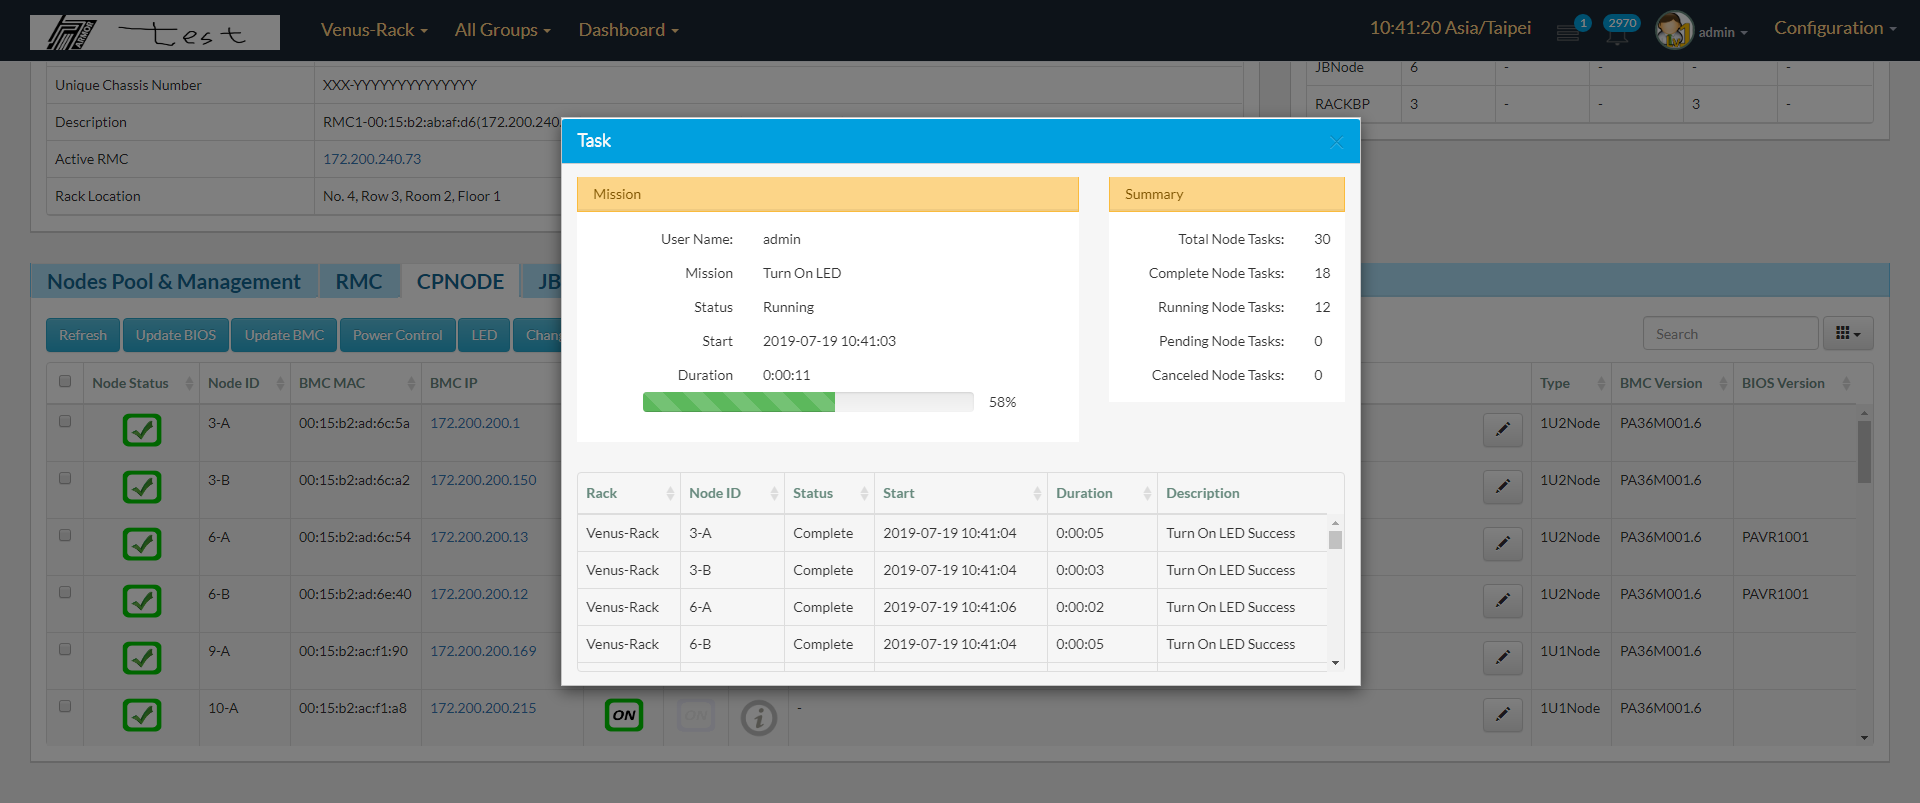 ARMOR test Venus-Rack All Groups Dashboard 10:41:20 Asia/Taipei 1 2970 admin Configuration
Unique Chassis Number XXX-YYYYYYYYYYYYYY
Description RMC1-00:15:b2:ab:af:d6(172.200.240.
Active RMC 172.200.240.73
Rack Location No. 4, Row 3, Room 2, Floor 1
JBNode 6 - - - -
RACKBP 3 - - 3 -
Nodes Pool & Management RMC CPNODE JB
Refresh Update BIOS Update BMC Power Control LED Chan
Search
Node Status Node ID BMC MAC BMC IP Type BMC Version BIOS Version
3-A 00:15:b2:ad:6c:5a 172.200.200.1 1U2Node PA36M001.6
3-B 00:15:b2:ad:6c:a2 172.200.200.150 1U2Node PA36M001.6
6-A 00:15:b2:ad:6c:54 172.200.200.13 1U2Node PA36M001.6 PAVR1001
6-B 00:15:b2:ad:6e:40 172.200.200.12 1U2Node PA36M001.6 PAVR1001
9-A 00:15:b2:ac:f1:90 172.200.200.169 1U1Node PA36M001.6
10-A 00:15:b2:ac:f1:a8 172.200.200.215 ON ON i - 1U1Node PA36M001.6
Task
Mission
User Name: admin
Mission Turn On LED
Status Running
Start 2019-07-19 10:41:03
Duration 0:00:11
58%
Summary
Total Node Tasks: 30
Complete Node Tasks: 18
Running Node Tasks: 12
Pending Node Tasks: 0
Canceled Node Tasks: 0
Rack Node ID Status Start Duration Description
Venus-Rack 3-A Complete 2019-07-19 10:41:04 0:00:05 Turn On LED Success
Venus-Rack 3-B Complete 2019-07-19 10:41:04 0:00:03 Turn On LED Success
Venus-Rack 6-A Complete 2019-07-19 10:41:06 0:00:02 Turn On LED Success
Venus-Rack 6-B Complete 2019-07-19 10:41:04 0:00:05 Turn On LED Success